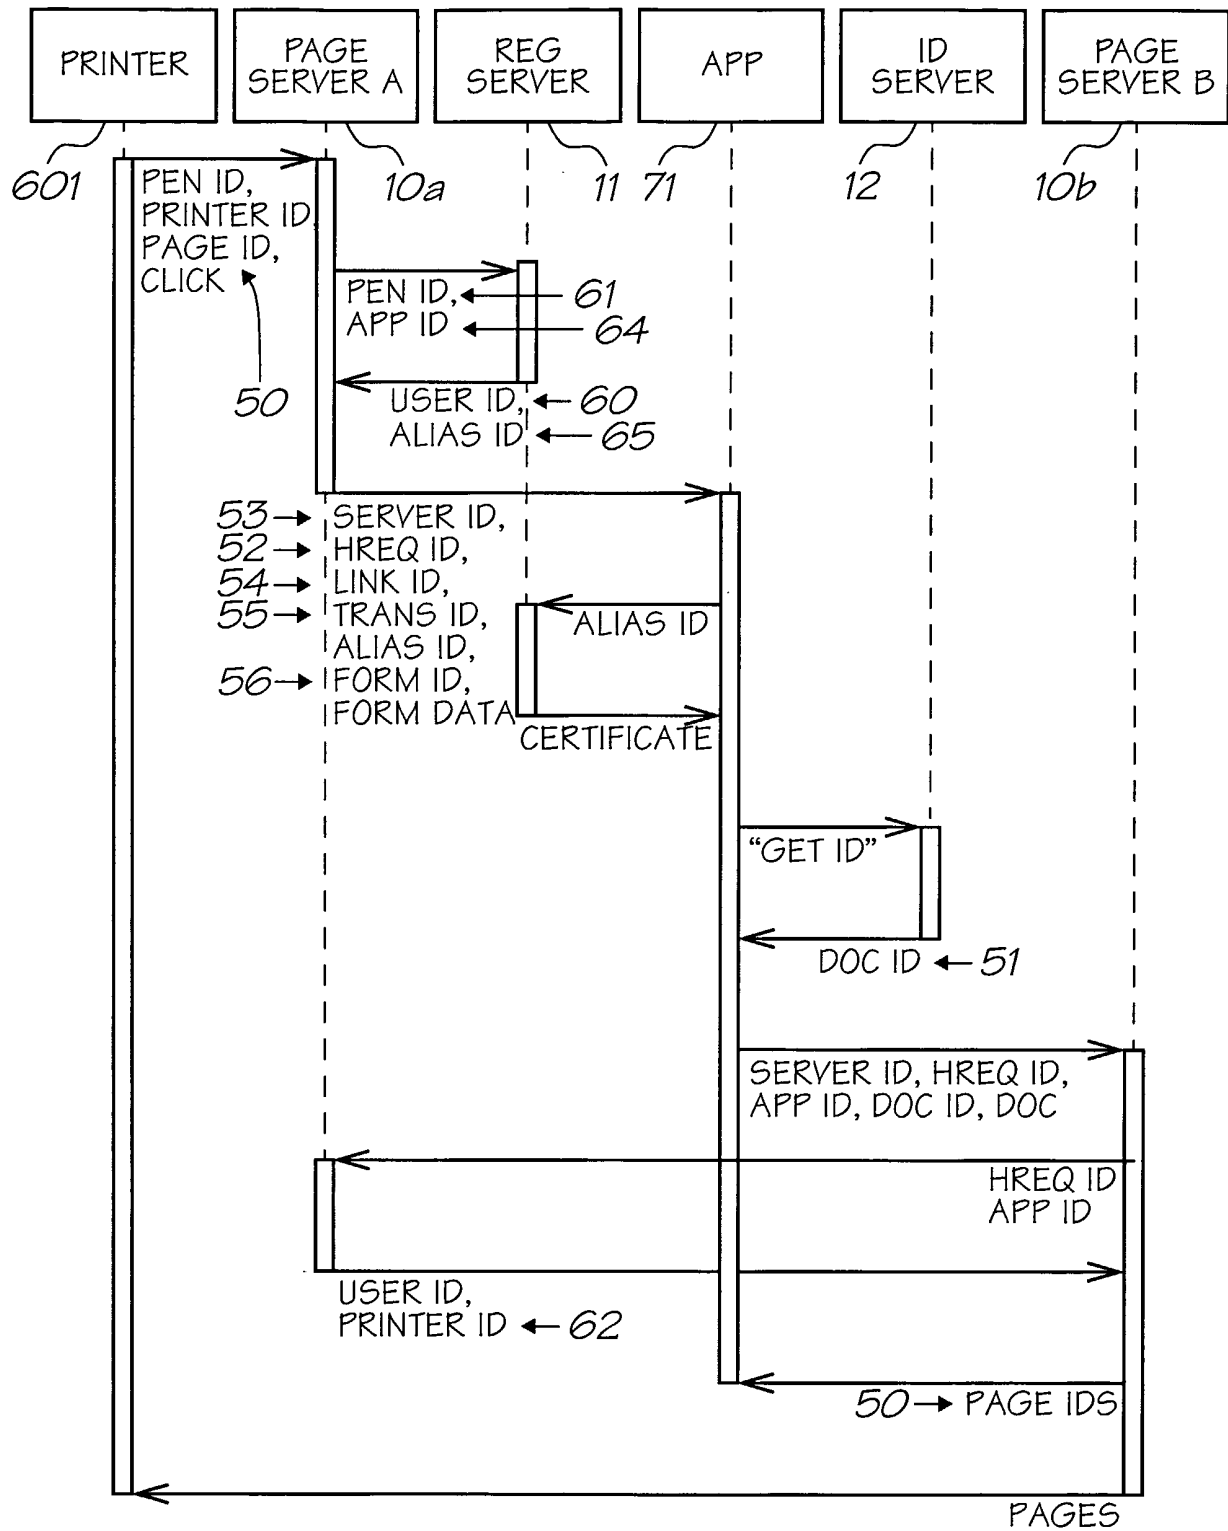 PRINTER
PAGE
SERVER A
REG
SERVER
APP
ID
SERVER
PAGE
SERVER B
601
10a
11
71
12
10b
PEN ID,
PRINTER ID
PAGE ID,
CLICK
50
PEN ID,
61
APP ID
64
USER ID,
60
ALIAS ID
65
53
SERVER ID,
52
HREQ ID,
54
LINK ID,
55
TRANS ID,
ALIAS ID,
56
FORM ID,
FORM DATA
ALIAS ID
CERTIFICATE
“GET ID”
DOC ID
51
SERVER ID, HREQ ID,
APP ID, DOC ID, DOC
HREQ ID
APP ID
USER ID,
PRINTER ID
62
50
PAGE IDS
PAGES